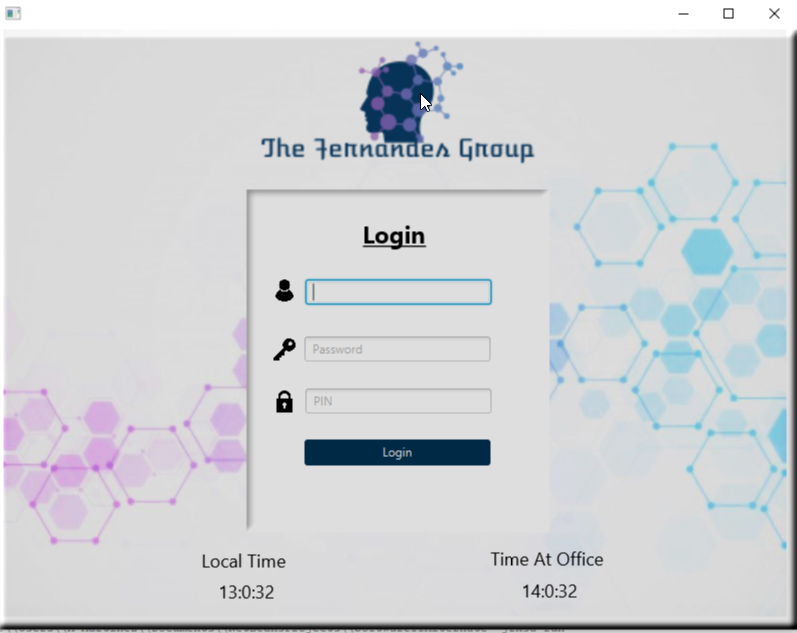 The Fernandes Group
Login
Password
PIN
Login
Local Time
Time At Office
13:0:32
14:0:32